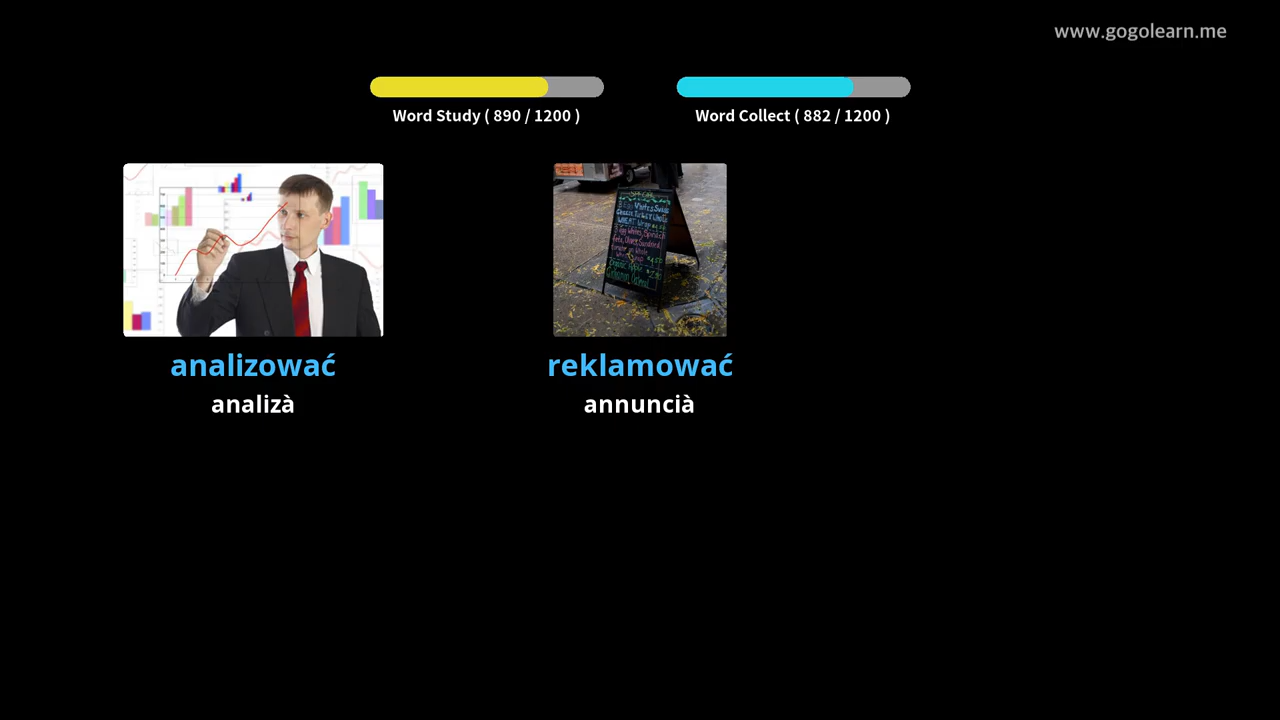 www.gogolearn.me
Word Study ( 890 / 1200 )
Word Collect ( 882 / 1200 )
analizować
analizà
reklamować
annuncià